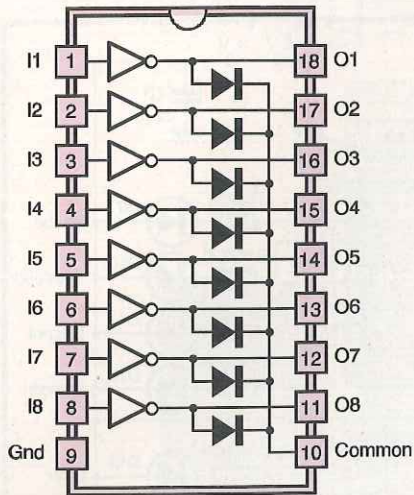 I1 1 18 O1
I2 2 17 O2
I3 3 16 O3
I4 4 15 O4
I5 5 14 O5
I6 6 13 O6
I7 7 12 O7
I8 8 11 O8
Gnd 9 10 Common